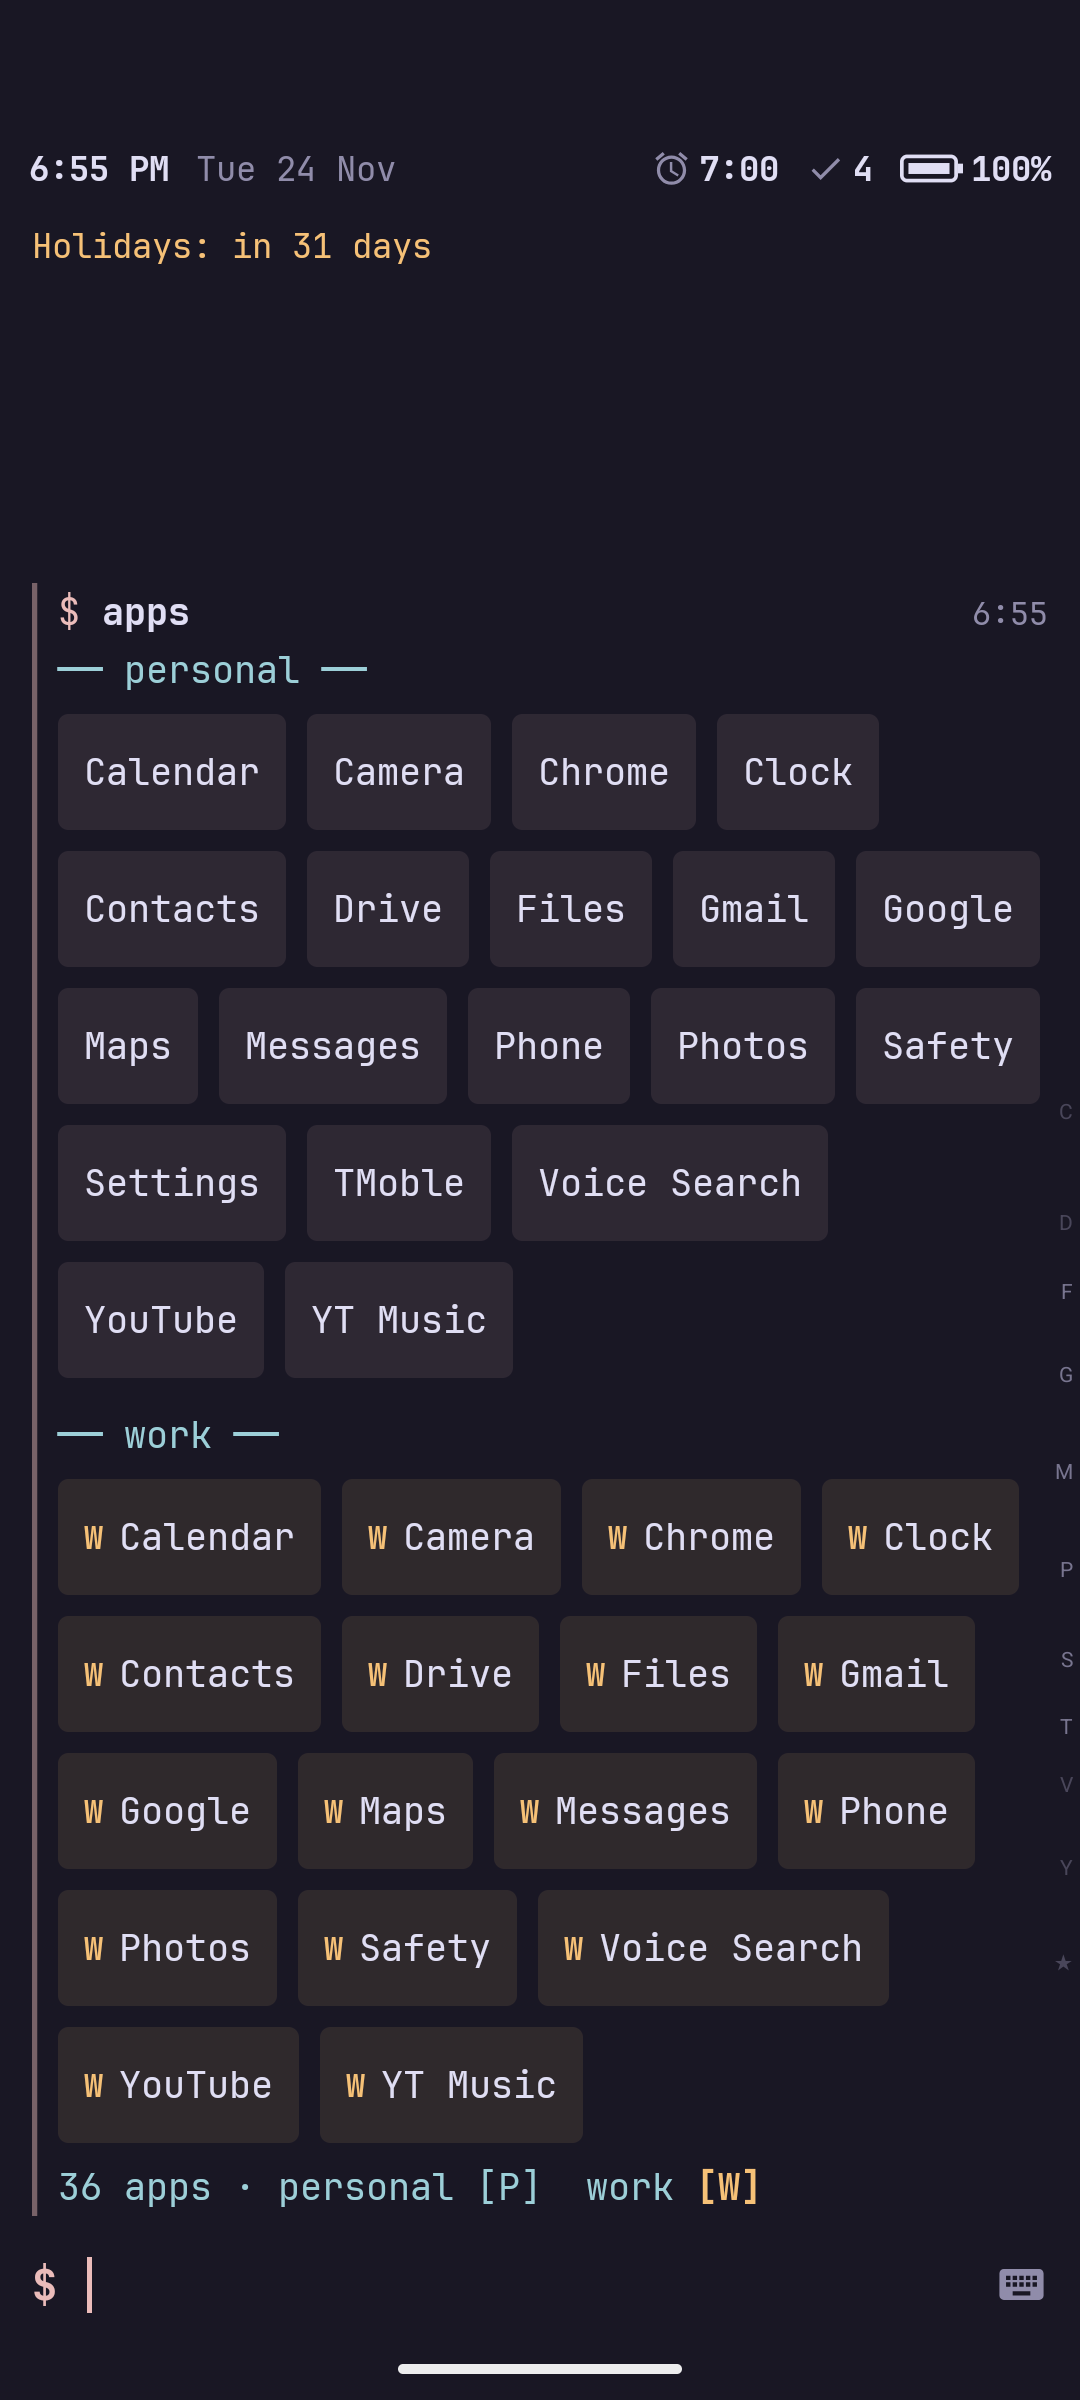 6:55 PM Tue 24 Nov 7:00 4 100%
Holidays: in 31 days
$ apps 6:55
── personal ──
Calendar Camera Chrome Clock
Contacts Drive Files Gmail Google
Maps Messages Phone Photos Safety
C
Settings TMoble Voice Search
D
F
YouTube YT Music
G
── work ──
M
W Calendar W Camera W Chrome W Clock
P
W Contacts W Drive W Files W Gmail
S
T
V
W Google W Maps W Messages W Phone
Y
W Photos W Safety W Voice Search
★
W YouTube W YT Music
36 apps · personal [P] work [W]
$